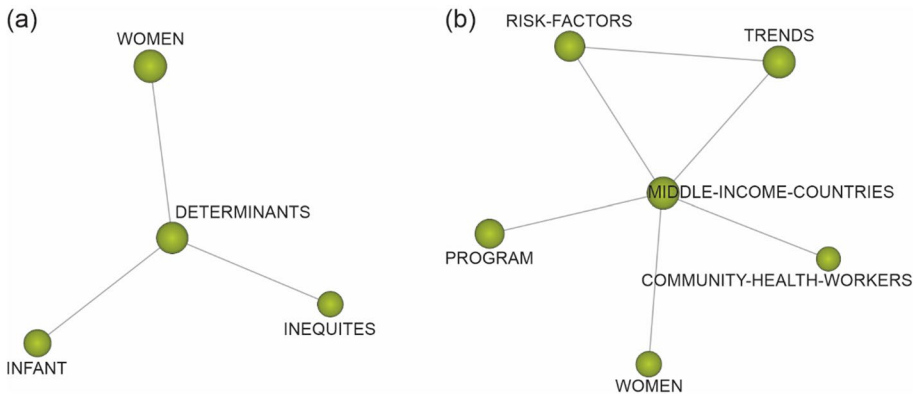 (a)
WOMEN
DETERMINANTS
INEQUITES
INFANT
(b)
RISK-FACTORS
TRENDS
MIDDLE-INCOME-COUNTRIES
PROGRAM
COMMUNITY-HEALTH-WORKERS
WOMEN